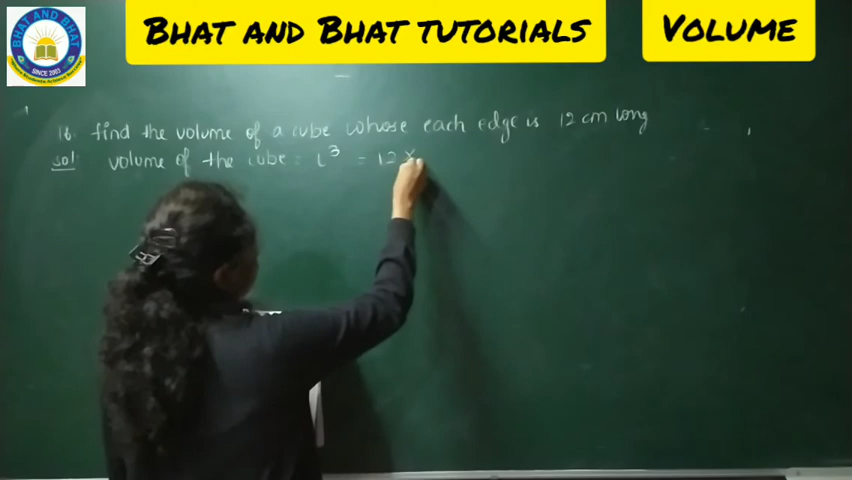 BHAT AND BHAT TUTORIALS
VOLUME
BHAT AND BHAT
SINCE 2003
16. find the volume of a cube whose each edge is 12 cm long
sol volume of the cube = L³ = 12 ×